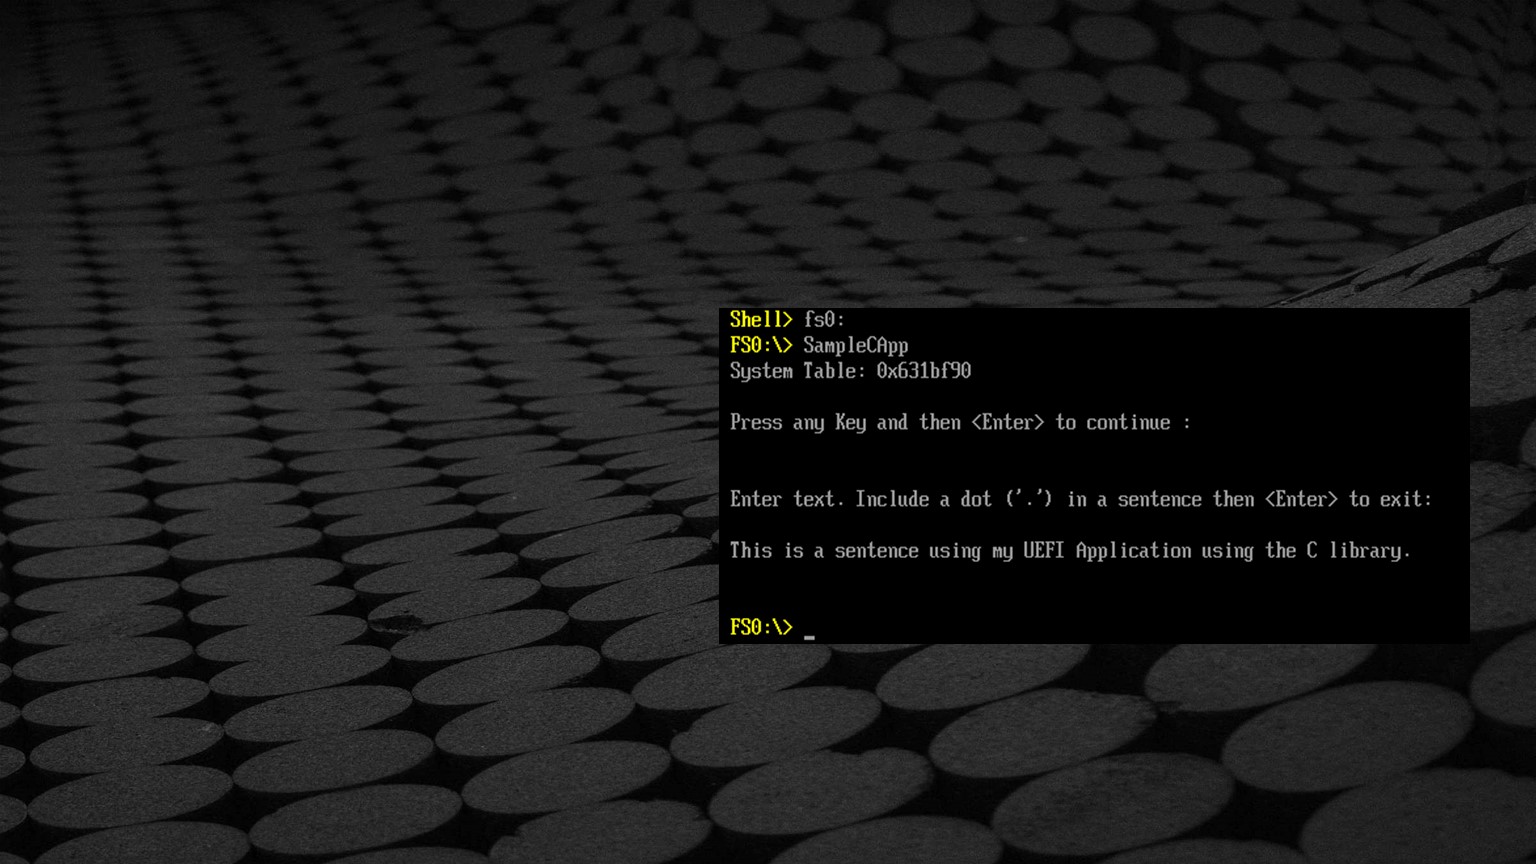 Shell> fs0:
FS0:\> SampleCApp
System Table: 0x631bf90
Press any Key and then <Enter> to continue :
Enter text. Include a dot ('.') in a sentence then <Enter> to exit:
This is a sentence using my UEFI Application using the C library.
FS0:\> _